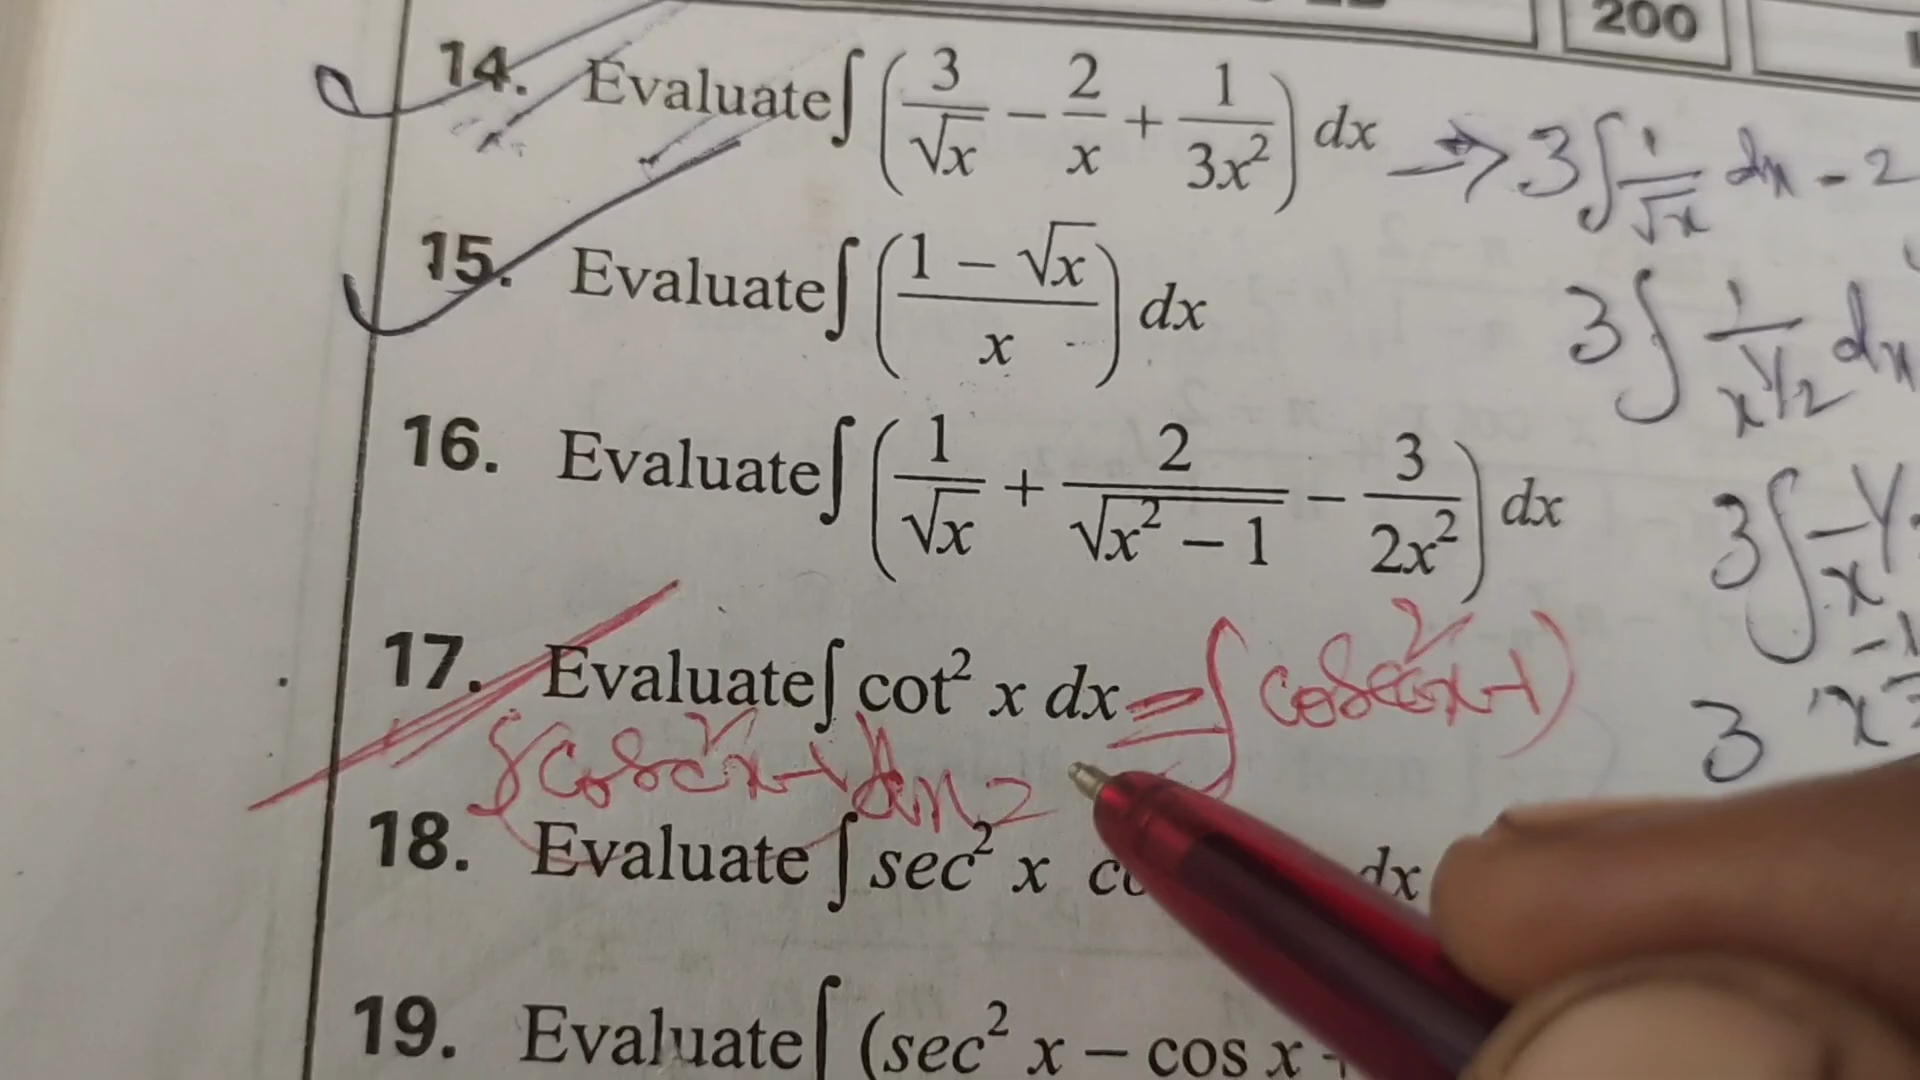 200
14. Evaluate∫ (3/√x − 2/x + 1/3x²) dx → 3∫ 1/√x dx - 2
15. Evaluate∫ ((1 − √x)/x) dx
3∫ 1/x^1/2 dx
16. Evaluate∫ (1/√x + 2/√(x² − 1) − 3/2x²) dx
17. Evaluate∫ cot² x dx = ∫ cosec²x-1)
∫(cosec²x-1)dx =
18. Evaluate ∫ sec² x dx
19. Evaluate∫ (sec² x − cos x